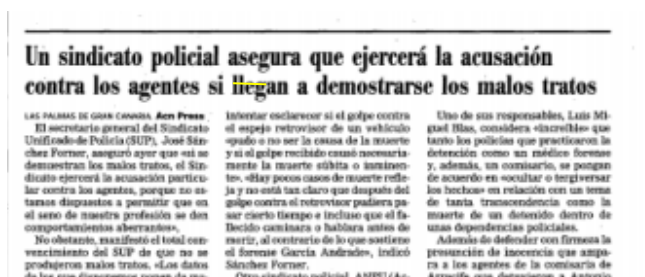 Un sindicato policial asegura que ejercerá la acusación
contra los agentes si llegan a demostrarse los malos tratos
LAS PALMAS DE GRAN CANARIA. Acn Press
El secretario general del Sindicato
Unificado de Policía (SUP), José Sán-
chez Forner, aseguró ayer que «si se
demuestran los malos tratos, el Sin-
dicato ejercerá la acusación particu-
lar contra los agentes, porque no es-
tamos dispuestos a permitir que en
el seno de nuestra profesión se den
comportamientos aberrantes».
No obstante, manifestó el total con-
vencimiento del SUP de que no se
produjeron malos tratos. «Los datos
intentar esclarecer si el golpe contra
el espejo retrovisor de un vehículo
«pudo o no ser la causa de la muerte
y si el golpe recibido causó necesaria-
mente la muerte súbita o inminen-
te». «Hay pocos casos de muerte refle-
ja y no está tan claro que después del
golpe contra el retrovisor pudiera pa-
sar cierto tiempo e incluso que el fa-
llecido caminara o hablara antes de
morir, al contrario de lo que sostiene
el forense García Andrade», indicó
Sánchez Forner.
Otro sindicato policial, ANPU
Uno de sus responsables, Luis Mi-
guel Blas, considera «increíble» que
tanto los policías que practicaron la
detención como un médico forense
y, además, un comisario, se pongan
de acuerdo en «ocultar o tergiversar
los hechos» en relación con un tema
de tanta transcendencia como la
muerte de un detenido dentro de
unas dependencias policiales.
Además de defender con firmeza la
presunción de inocencia que ampa-
ra a los agentes de la comisaría de